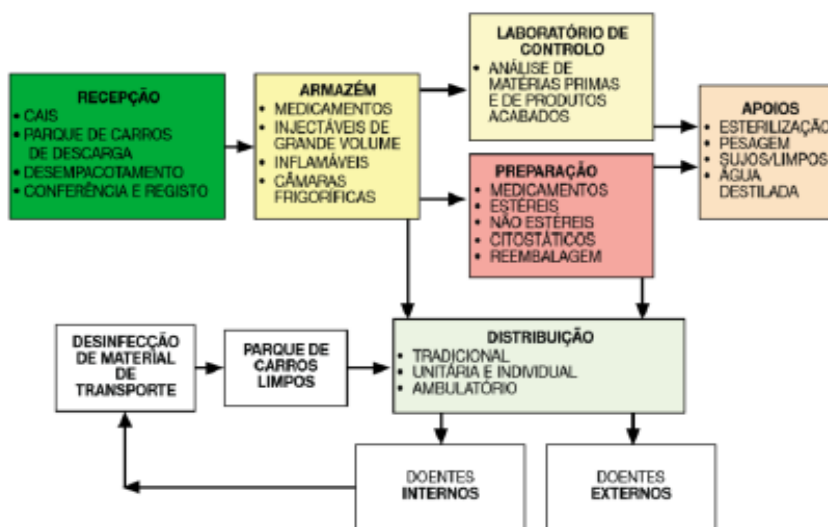 RECEPÇÃO
• CAIS
• PARQUE DE CARROS
DE DESCARGA
• DESEMPACOTAMENTO
• CONFERÊNCIA E REGISTO
ARMAZÉM
• MEDICAMENTOS
• INJECTÁVEIS DE
GRANDE VOLUME
• INFLAMÁVEIS
• CÂMARAS
FRIGORÍFICAS
LABORATÓRIO DE
CONTROLO
• ANÁLISE DE
MATÉRIAS PRIMAS
E DE PRODUTOS
ACABADOS
PREPARAÇÃO
• MEDICAMENTOS
• ESTÉREIS
• NÃO ESTÉREIS
• CITOSTÁTICOS
• REEMBALAGEM
APOIOS
• ESTERILIZAÇÃO
• PESAGEM
• SUJOS/LIMPOS
• ÁGUA
DESTILADA
DESINFECÇÃO
DE MATERIAL
DE
TRANSPORTE
PARQUE DE
CARROS
LIMPOS
DISTRIBUIÇÃO
• TRADICIONAL
• UNITÁRIA E INDIVIDUAL
• AMBULATÓRIO
DOENTES
INTERNOS
DOENTES
EXTERNOS